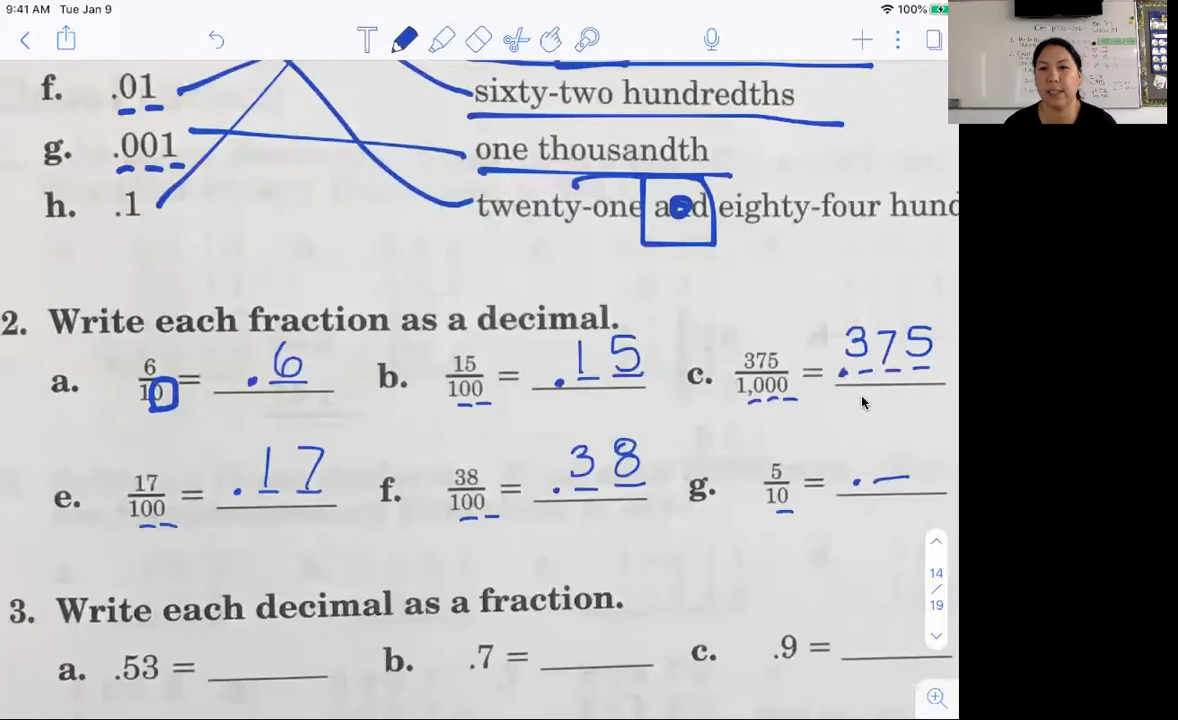 9:41 AM Tue Jan 9
100%
f. .01
sixty-two hundredths
g. .001
one thousandth
h. .1
twenty-one and eighty-four hund
2. Write each fraction as a decimal.
a. 6/10 = .6 b. 15/100 = .15 c. 375/1,000 = .375
e. 17/100 = .17 f. 38/100 = .38 g. 5/10 = .
14
/
19
3. Write each decimal as a fraction.
a. .53 = b. .7 = c. .9 =